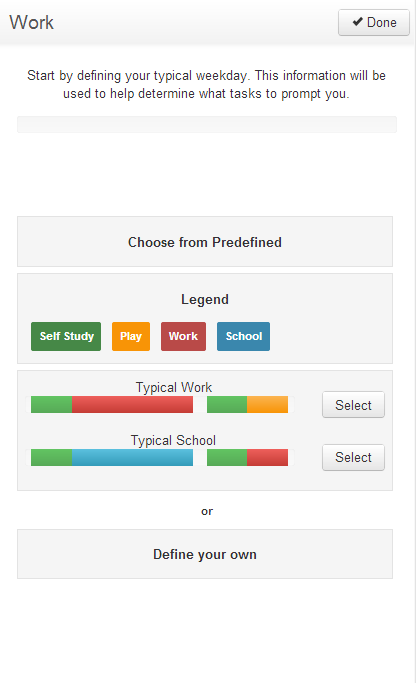 Work
Done
Start by defining your typical weekday. This information will be
used to help determine what tasks to prompt you.
Choose from Predefined
Legend
Self Study Play Work School
Typical Work
Select
Typical School
Select
or
Define your own